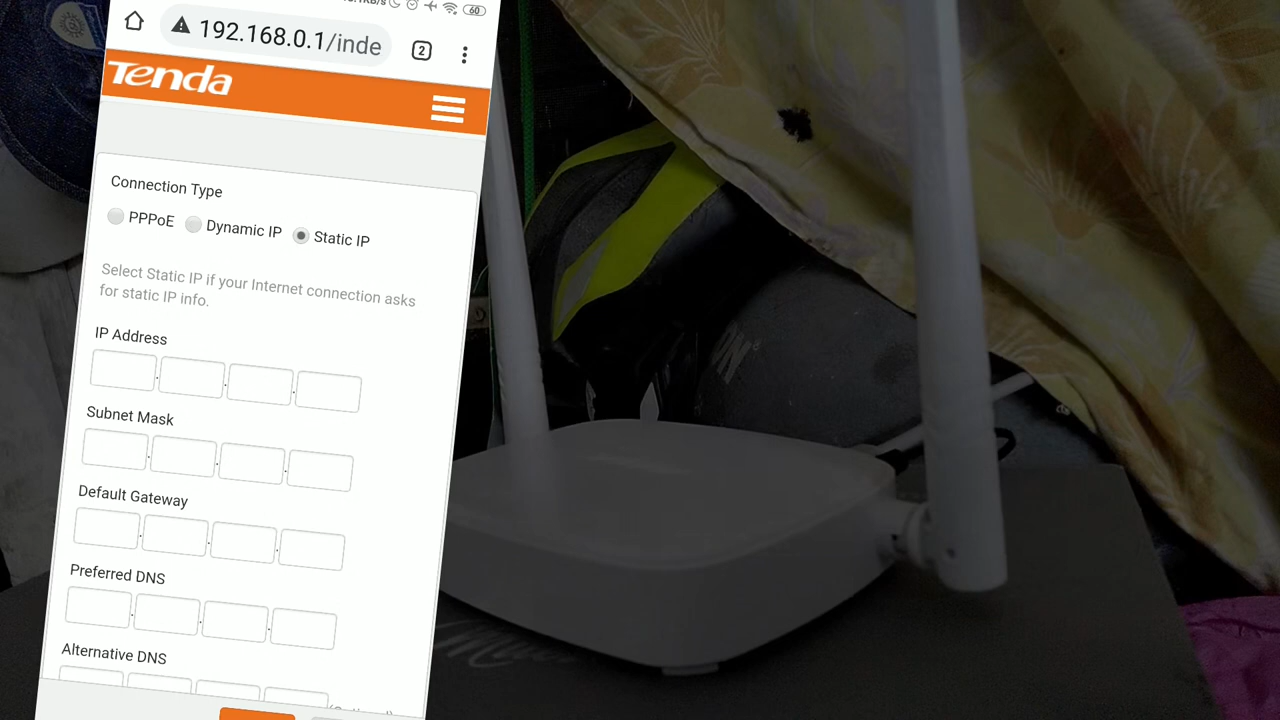 60
192.168.0.1/inde
2
Tenda
Connection Type
PPPoE Dynamic IP Static IP
Select Static IP if your Internet connection asks
for static IP info.
IP Address
. . .
Subnet Mask
. . .
Default Gateway
. . .
Preferred DNS
. . .
Alternative DNS